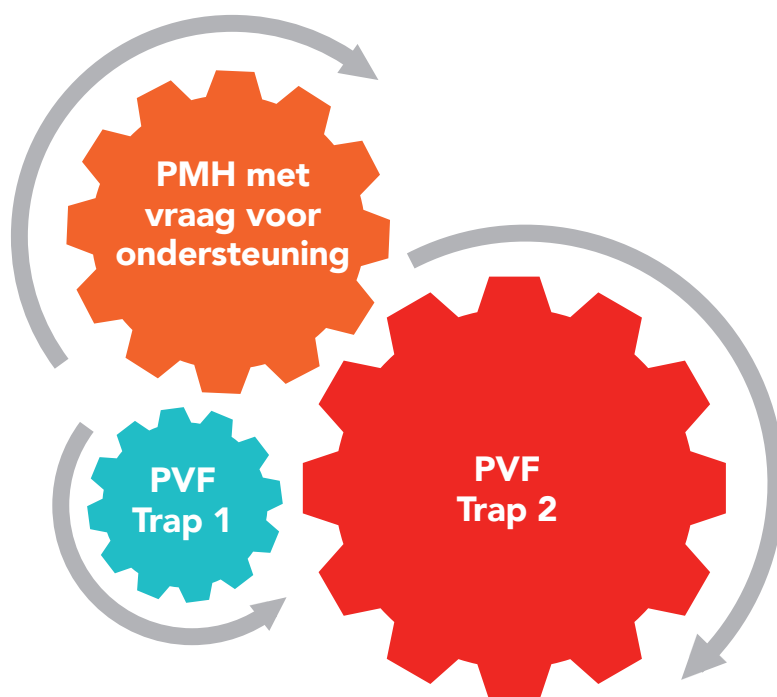 PMH met
vraag voor
ondersteuning
PVF
Trap 1
PVF
Trap 2